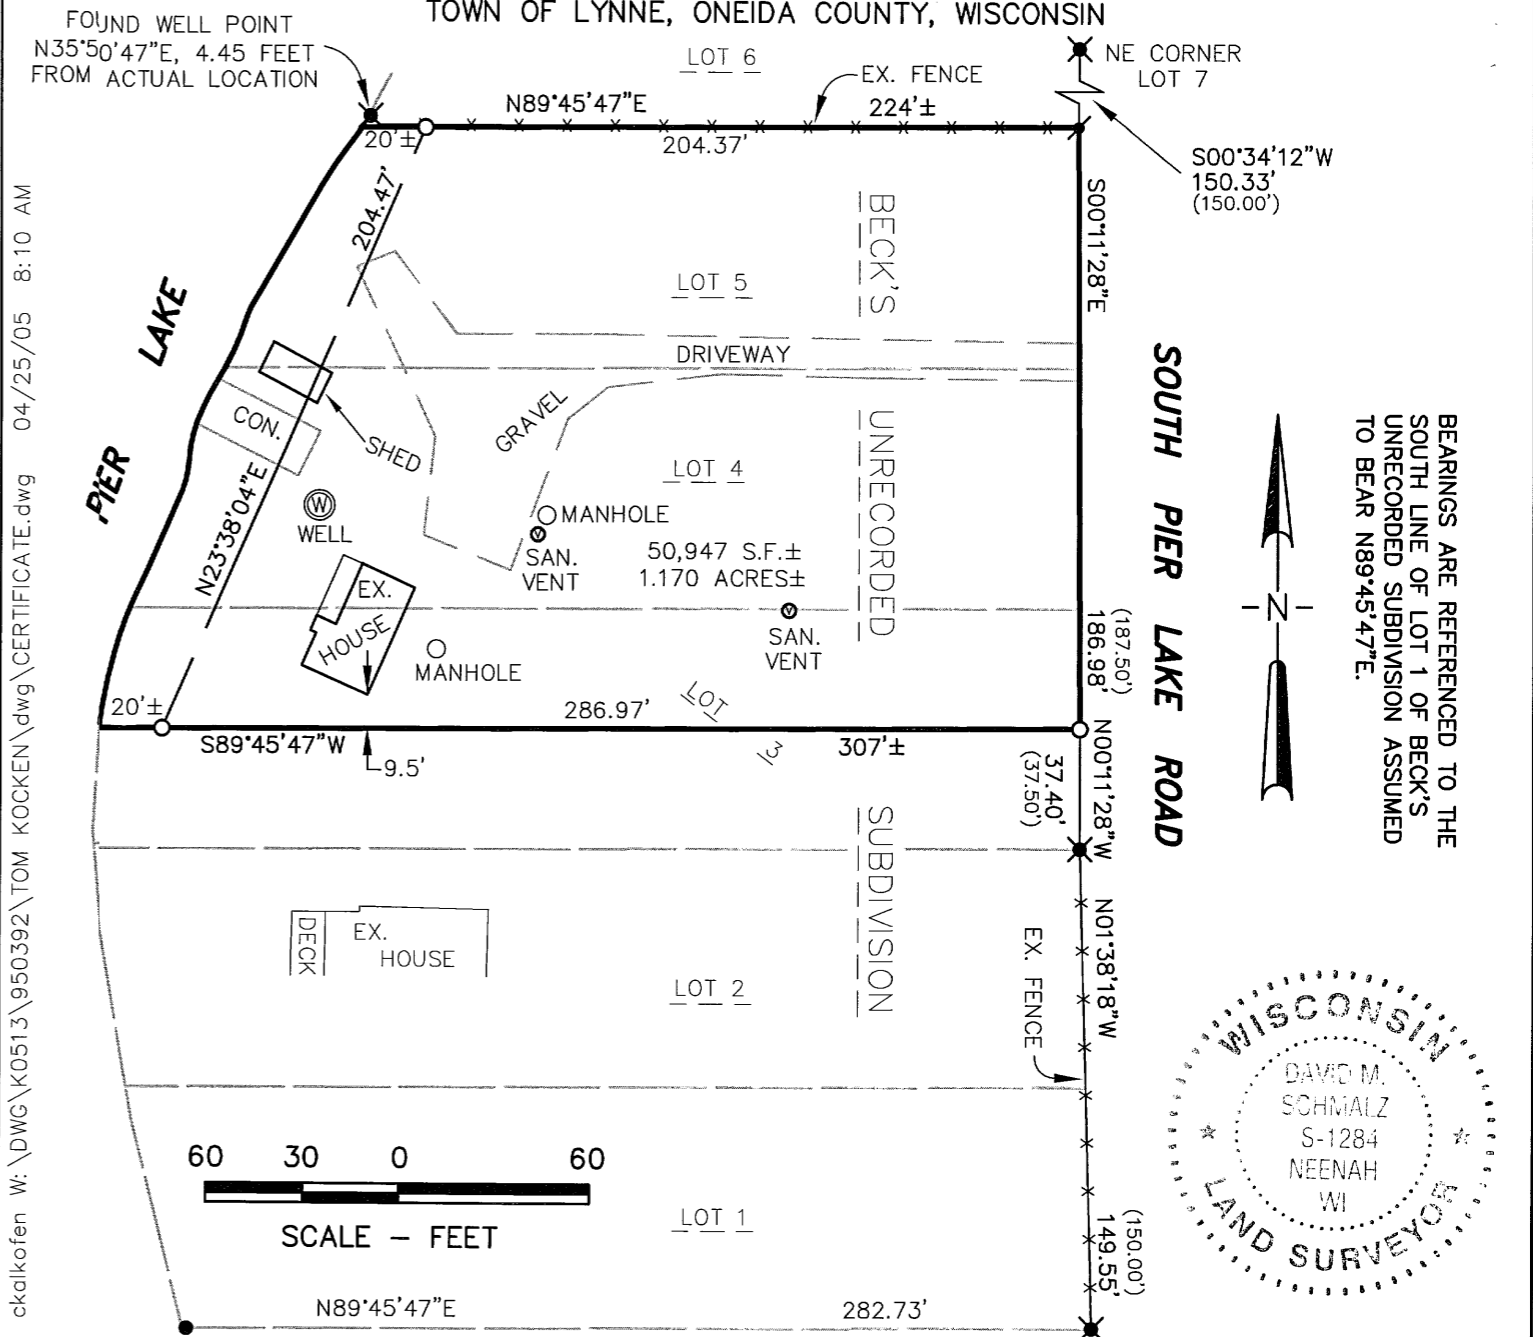 TOWN OF LYNNE, ONEIDA COUNTY, WISCONSIN
FOUND WELL POINT
N35°50'47"E, 4.45 FEET
FROM ACTUAL LOCATION
LOT 6
EX. FENCE
NE CORNER
LOT 7
N89°45'47"E
224'±
20'±
204.37'
S00°34'12"W
150.33'
(150.00')
204.47'
S00°11'28"E
BECK'S
LOT 5
LAKE
PIER
DRIVEWAY
CON.
SHED
GRAVEL
LOT 4
UNRECORDED
SOUTH PIER LAKE ROAD
BEARINGS ARE REFERENCED TO THE
SOUTH LINE OF LOT 1 OF BECK'S
UNRECORDED SUBDIVISION ASSUMED
TO BEAR N89°45'47"E.
N23°38'04"E
W
WELL
MANHOLE
V
SAN.
VENT
50,947 S.F.±
1.170 ACRES±
EX.
HOUSE
MANHOLE
V
SAN.
VENT
(187.50')
186.98'
-N-
20'±
286.97'
LOT
3
S89°45'47"W
307'±
9.5'
N00°11'28"W
37.40'
(37.50')
SUBDIVISION
DECK
EX.
HOUSE
LOT 2
N01°38'18"W
EX. FENCE
WISCONSIN
DAVID M.
SCHMALZ
S-1284
NEENAH
WI
LAND SURVEYOR
60 30 0 60
SCALE - FEET
LOT 1
(150.00')
149.55'
N89°45'47"E
282.73'
ckalkofen W:\DWG\K0513\950392\TOM KOCKEN\dwg\CERTIFICATE.dwg 04/25/05 8:10 AM